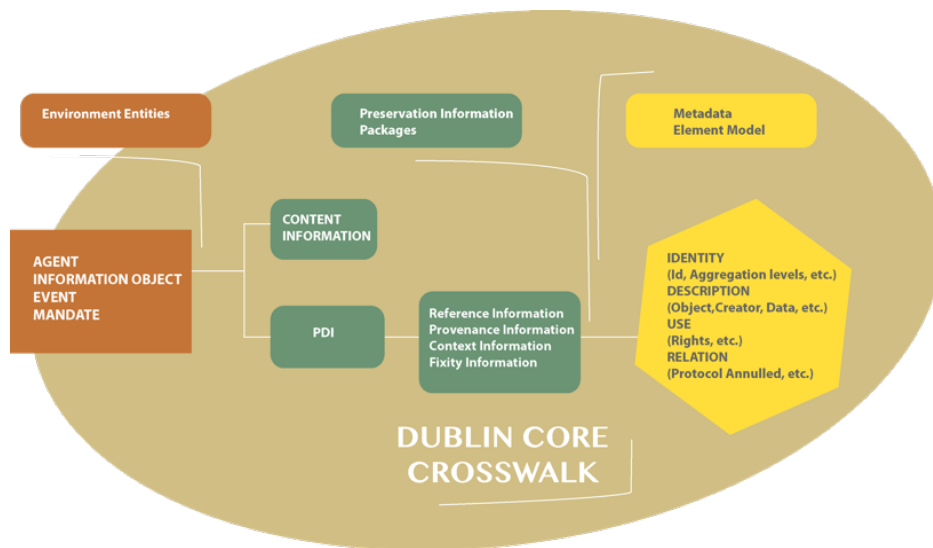 Environment Entities
Preservation Information
Packages
Metadada
Element Model
CONTENT
INFORMATION
AGENT
INFORMATION OBJECT
EVENT
MANDATE
PDI
Reference Information
Provenance Information
Context Information
Fixity Information
IDENTITY
(Id, Aggregation levels, etc.)
DESCRIPTION
(Object,Creator, Data, etc.)
USE
(Rights, etc.)
RELATION
(Protocol Annulled, etc.)
DUBLIN CORE
CROSSWALK